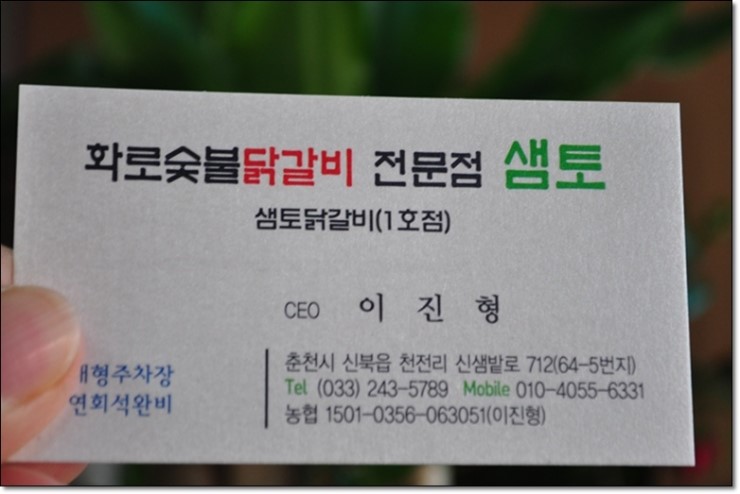 화로숯불닭갈비 전문점 샘토
샘토닭갈비(1호점)
CEO 이 진 형
춘천시 신북읍 천전리 신샘밭로 712(64-5번지)
Tel (033) 243-5789 Mobile 010-4055-6331
농협 1501-0356-063051(이진형)
형주차장
연회석완비